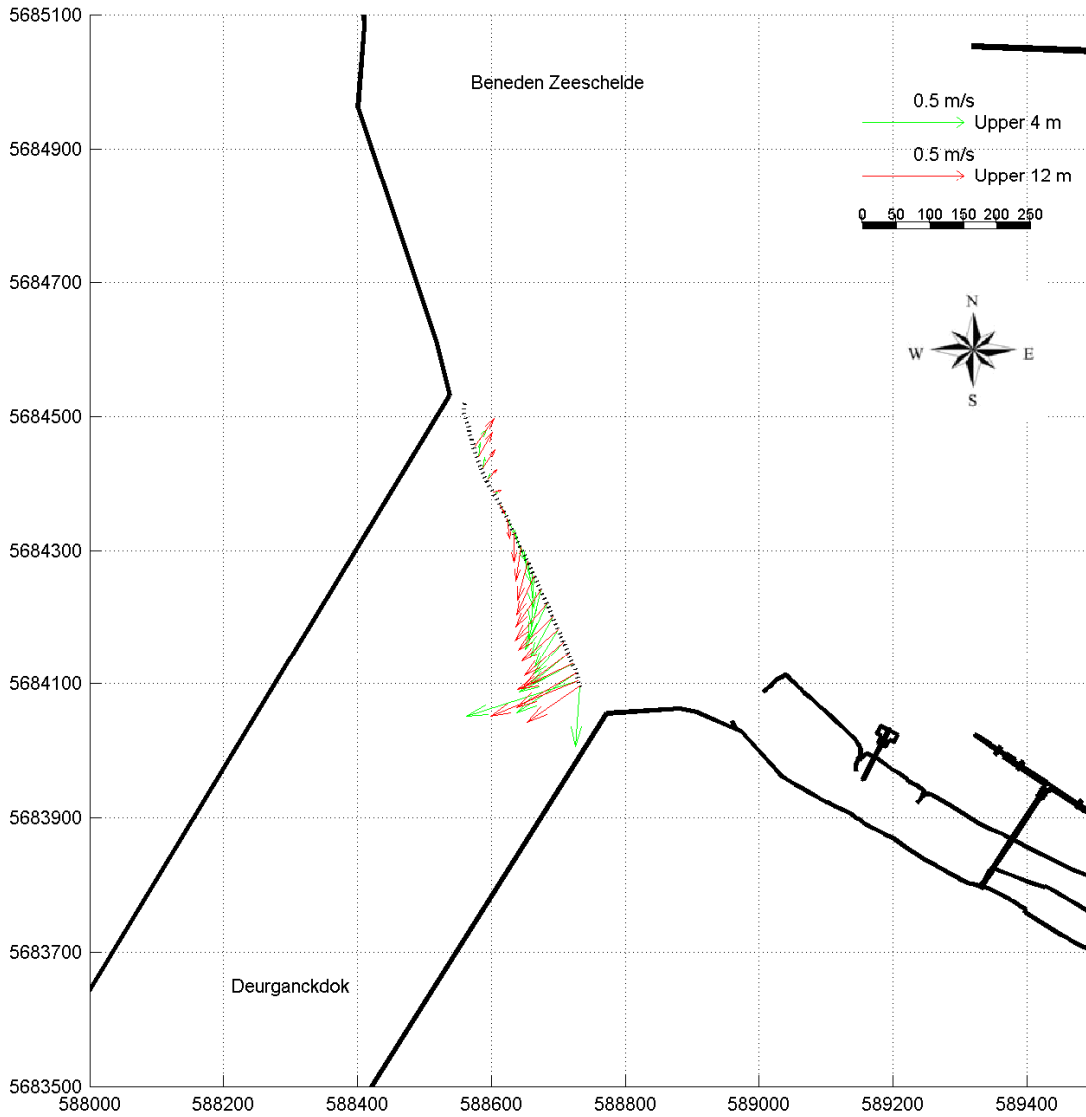 5685100
Beneden Zeeschelde
0.5 m/s
Upper 4 m
5684900
0.5 m/s
Upper 12 m
0 50 100 150 200 250
5684700
N
W E
S
5684500
5684300
5684100
5683900
5683700
Deurganckdok
5683500
588000 588200 588400 588600 588800 589000 589200 589400